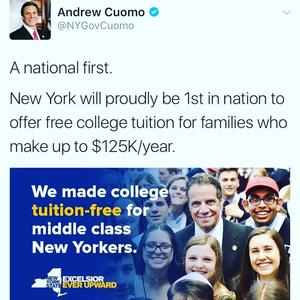 Andrew Cuomo
@NYGovCuomo
A national first.
New York will proudly be 1st in nation to
offer free college tuition for families who
make up to $125K/year.
We made college
tuition-free for
middle class
New Yorkers.
EXCELSIOR
EVER UPWARD